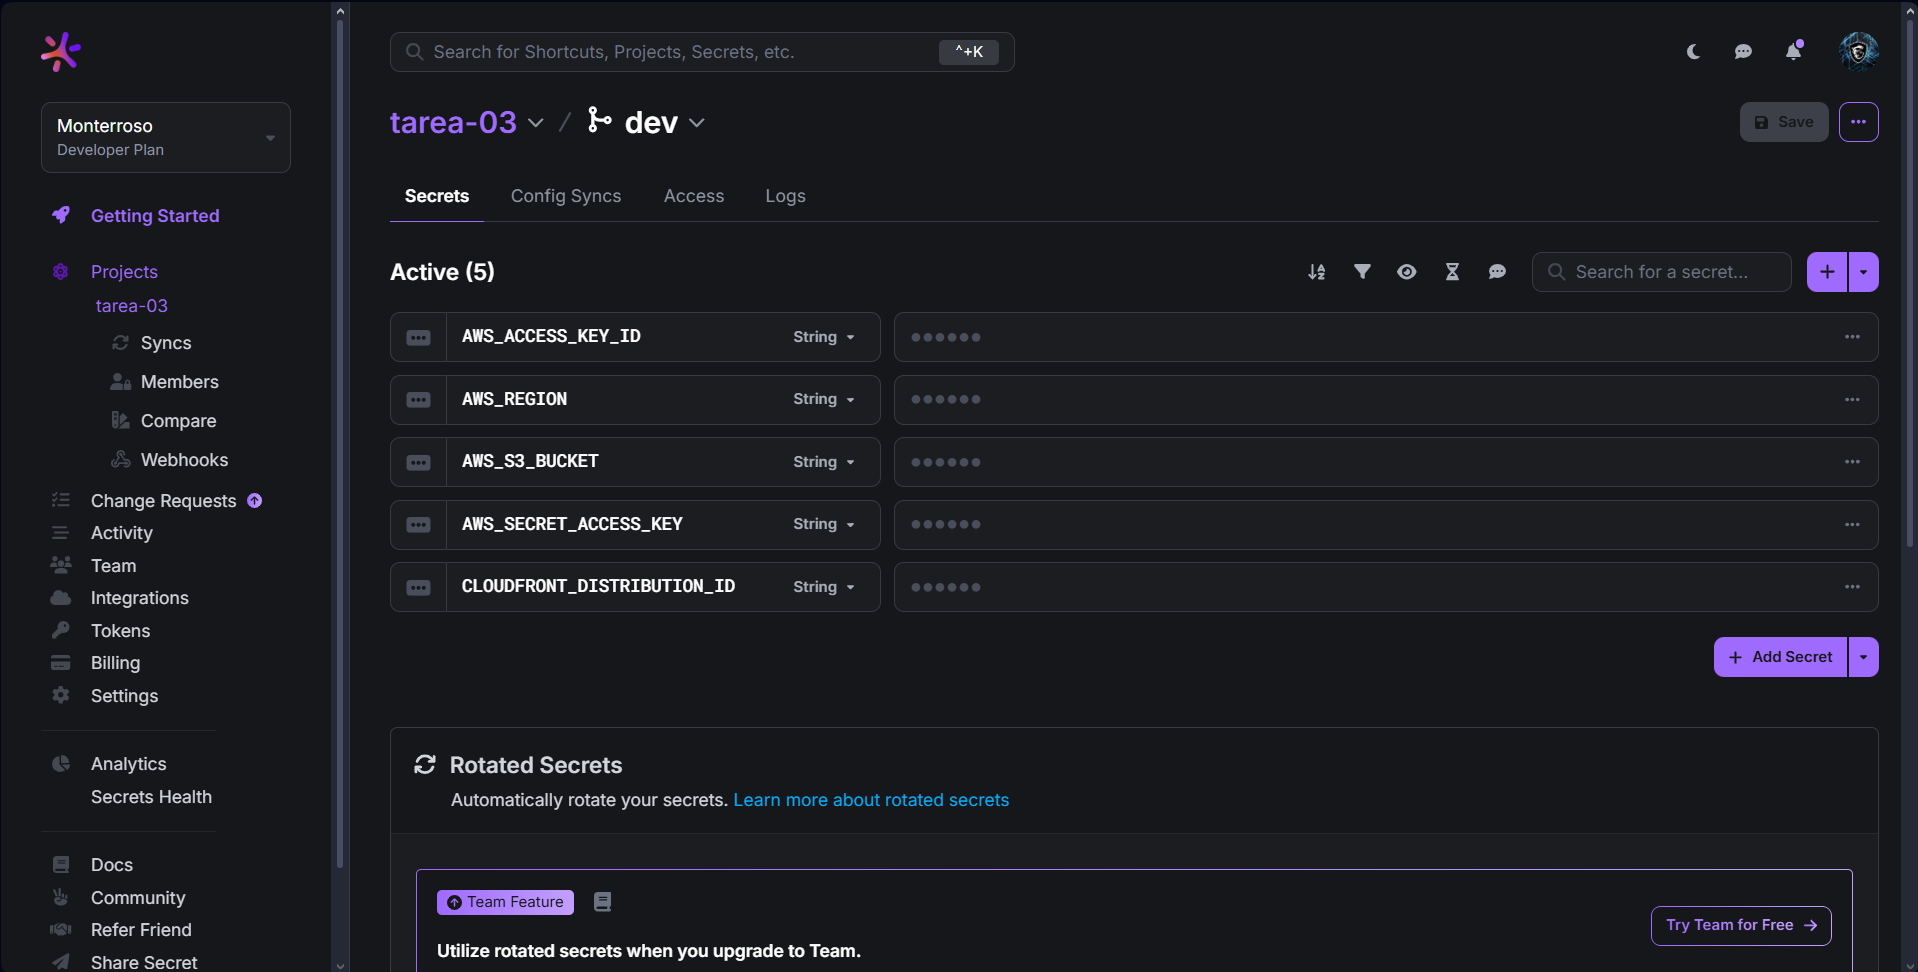 Search for Shortcuts, Projects, Secrets, etc.
^+K
Monterroso
Developer Plan
Getting Started
Projects
tarea-03
Syncs
Members
Compare
Webhooks
Change Requests
Activity
Team
Integrations
Tokens
Billing
Settings
Analytics
Secrets Health
Docs
Community
Refer Friend
Share Secret
tarea-03 / dev
Save
Secrets Config Syncs Access Logs
Active (5)
Search for a secret...
AWS_ACCESS_KEY_ID String
AWS_REGION String
AWS_S3_BUCKET String
AWS_SECRET_ACCESS_KEY String
CLOUDFRONT_DISTRIBUTION_ID String
Add Secret
Rotated Secrets
Automatically rotate your secrets. Learn more about rotated secrets
Team Feature
Try Team for Free
Utilize rotated secrets when you upgrade to Team.